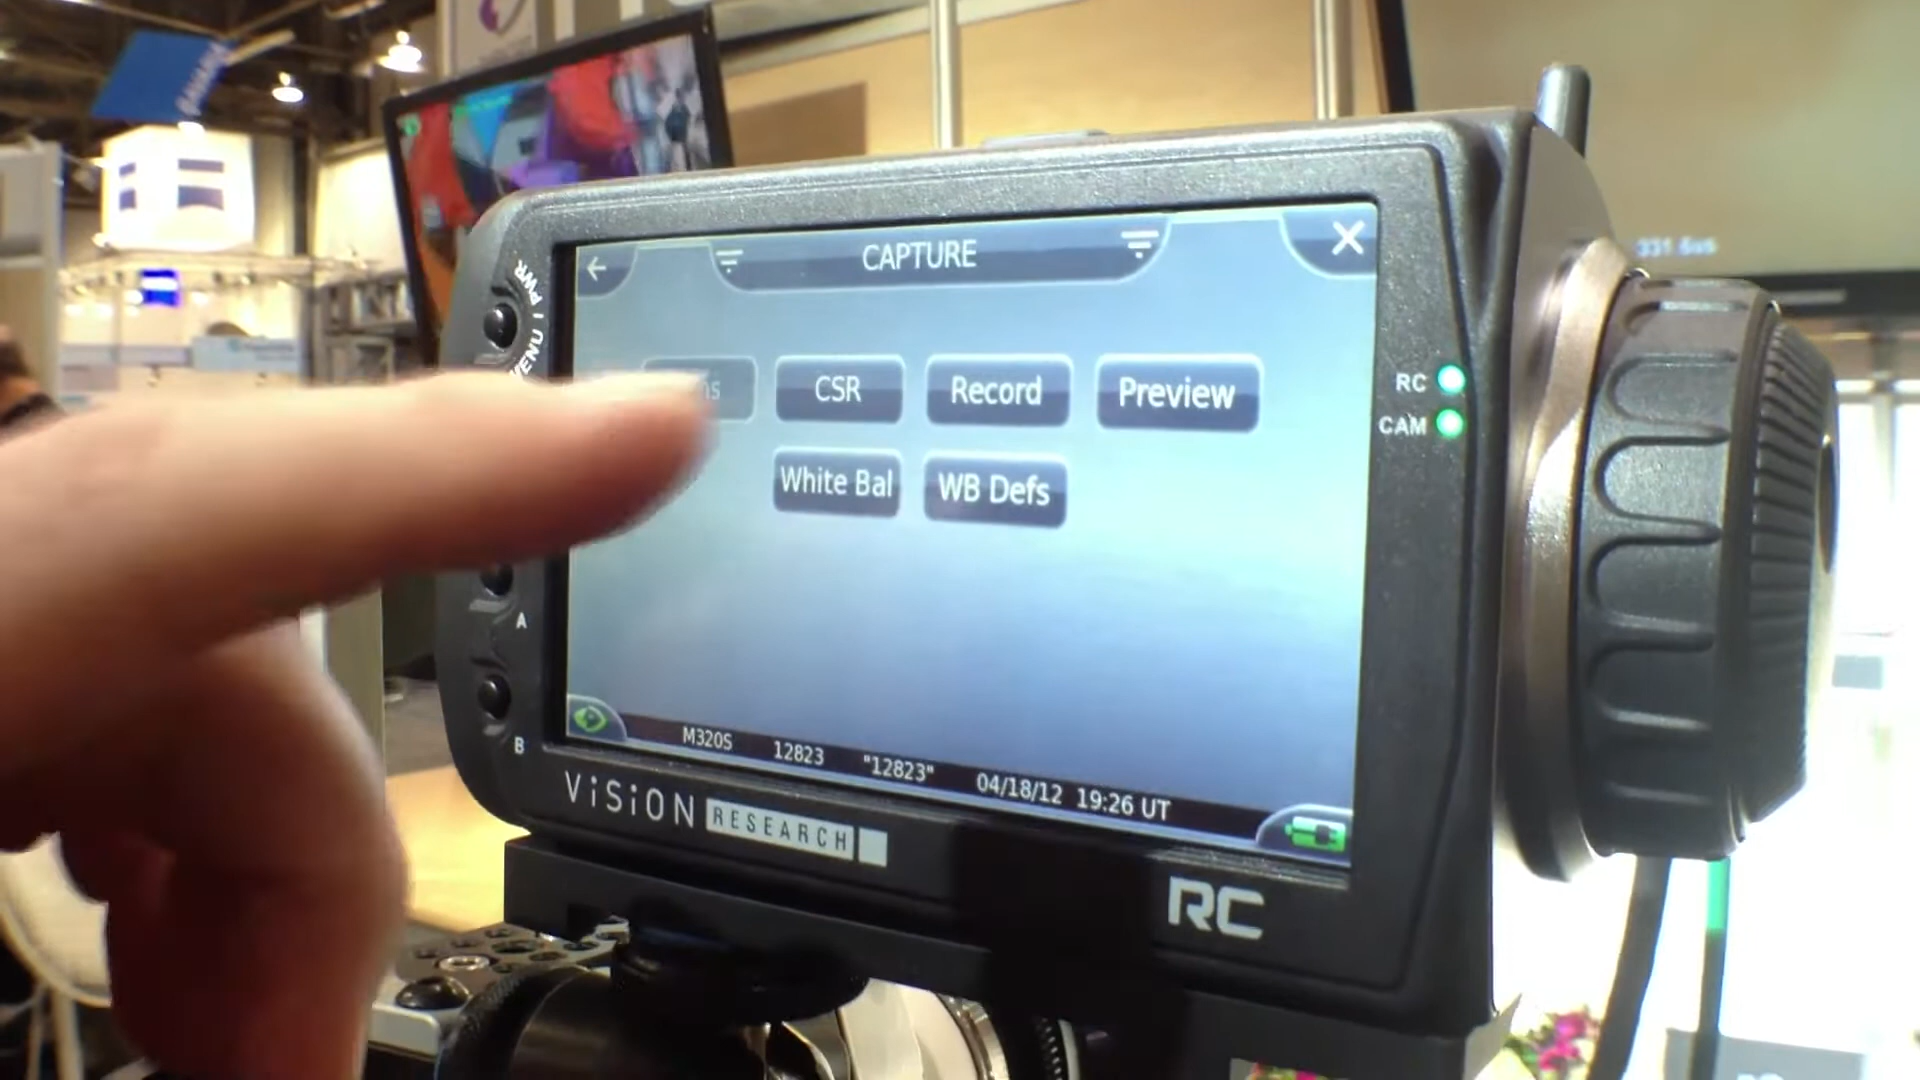 CAPTURE
CSR
Record
Preview
White Bal
WB Defs
RC
CAM
PWR
A
B
M320S 12823 "12823" 04/18/12 19:26 UT
ViSiON RESEARCH
RC